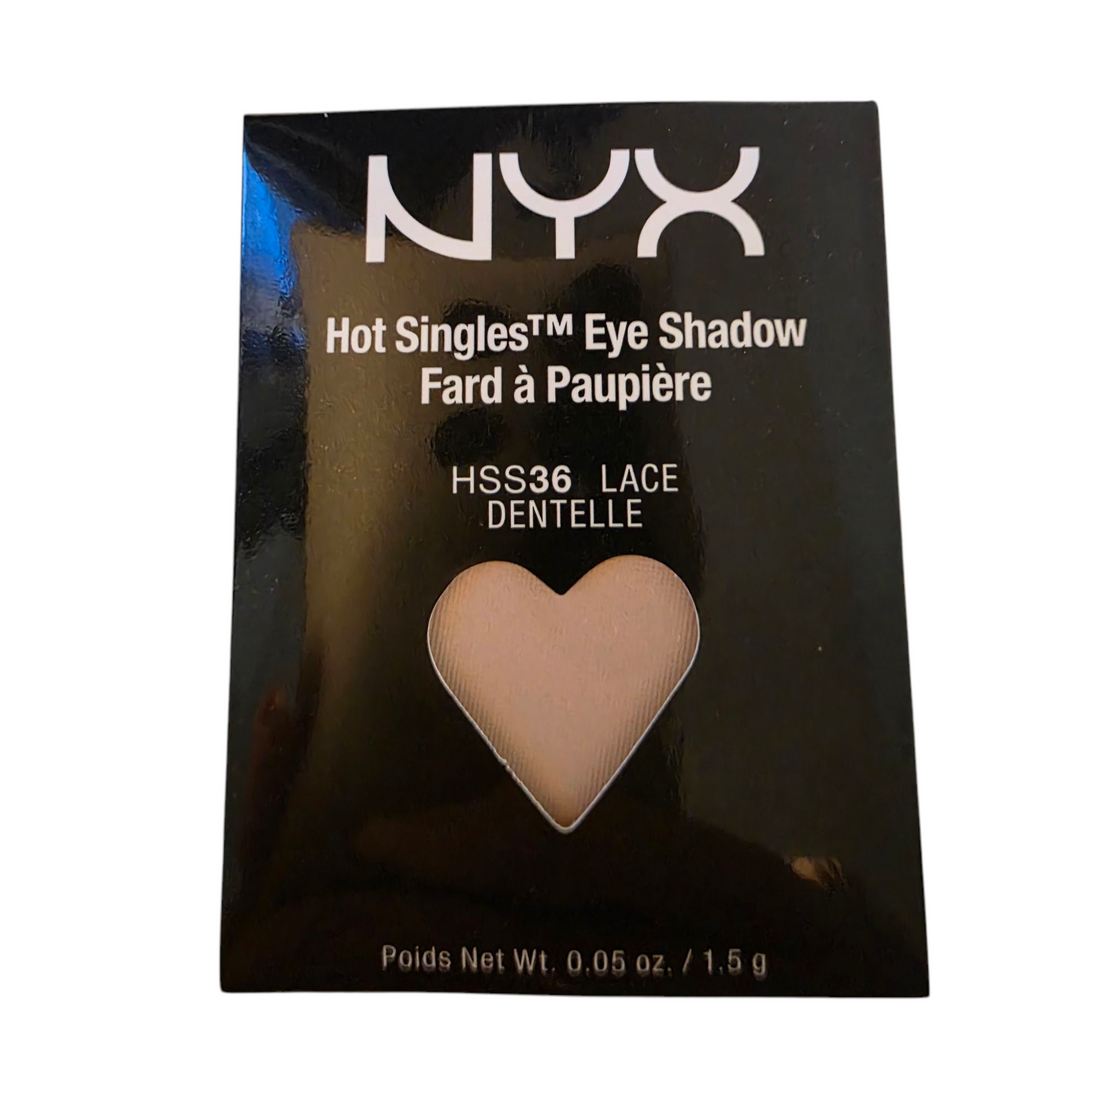 NYX
Hot Singles™ Eye Shadow
Fard à Paupière
HSS36 LACE
DENTELLE
Poids Net Wt. 0.05 oz. / 1.5 g